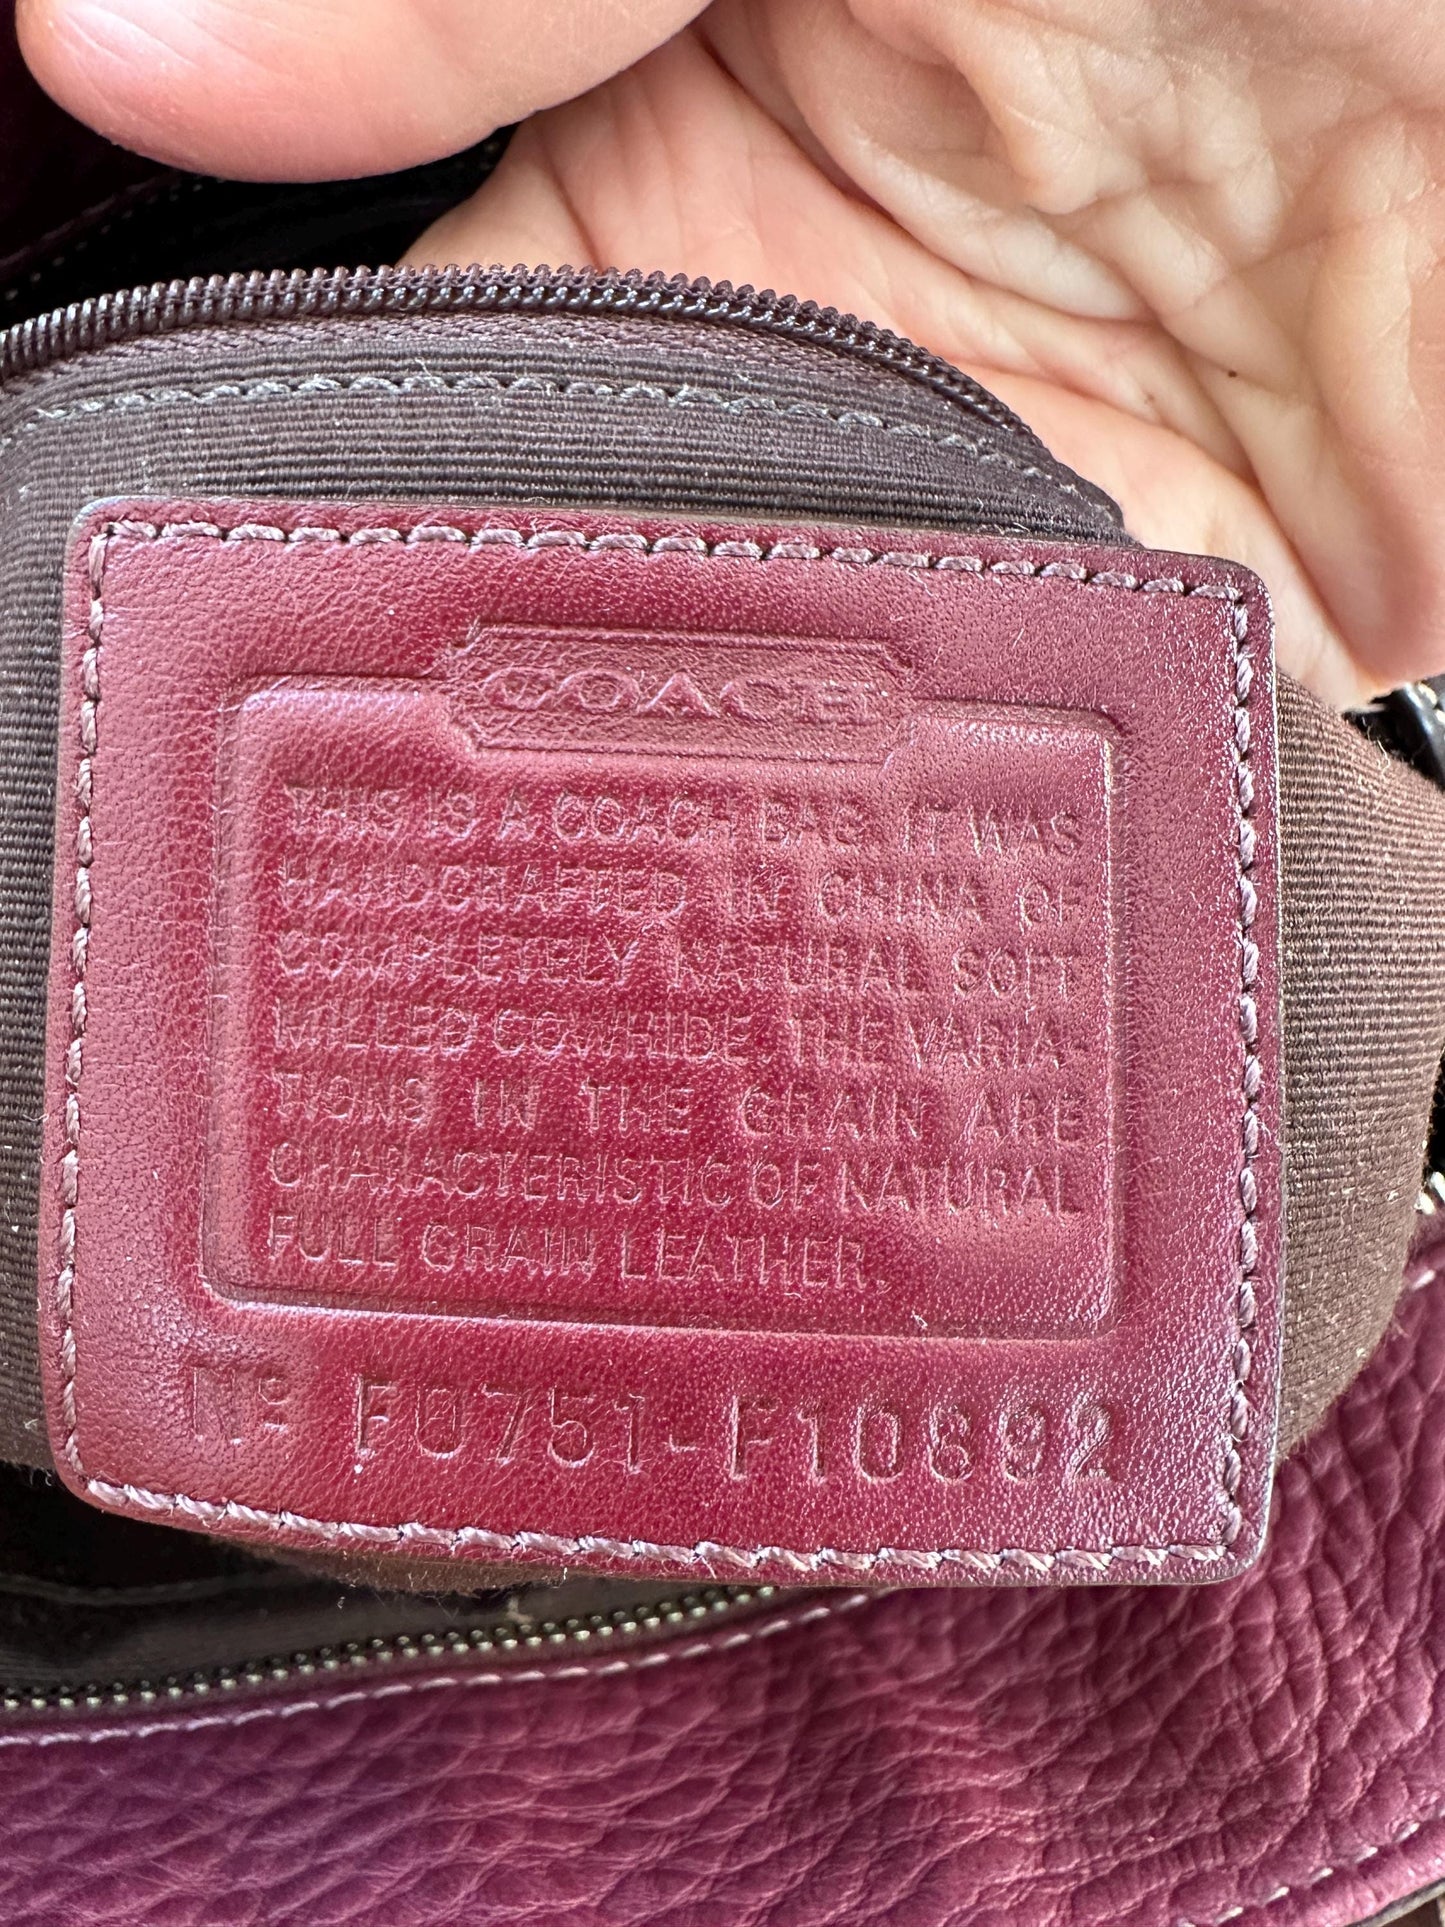 COACH
THIS IS A COACH BAG. IT WAS
HANDCRAFTED IN CHINA OF
COMPLETELY NATURAL SOFT
MILLED COWHIDE. THE VARIA-
TIONS IN THE GRAIN ARE
CHARACTERISTIC OF NATURAL
FULL GRAIN LEATHER.
Nº F0751-F10892